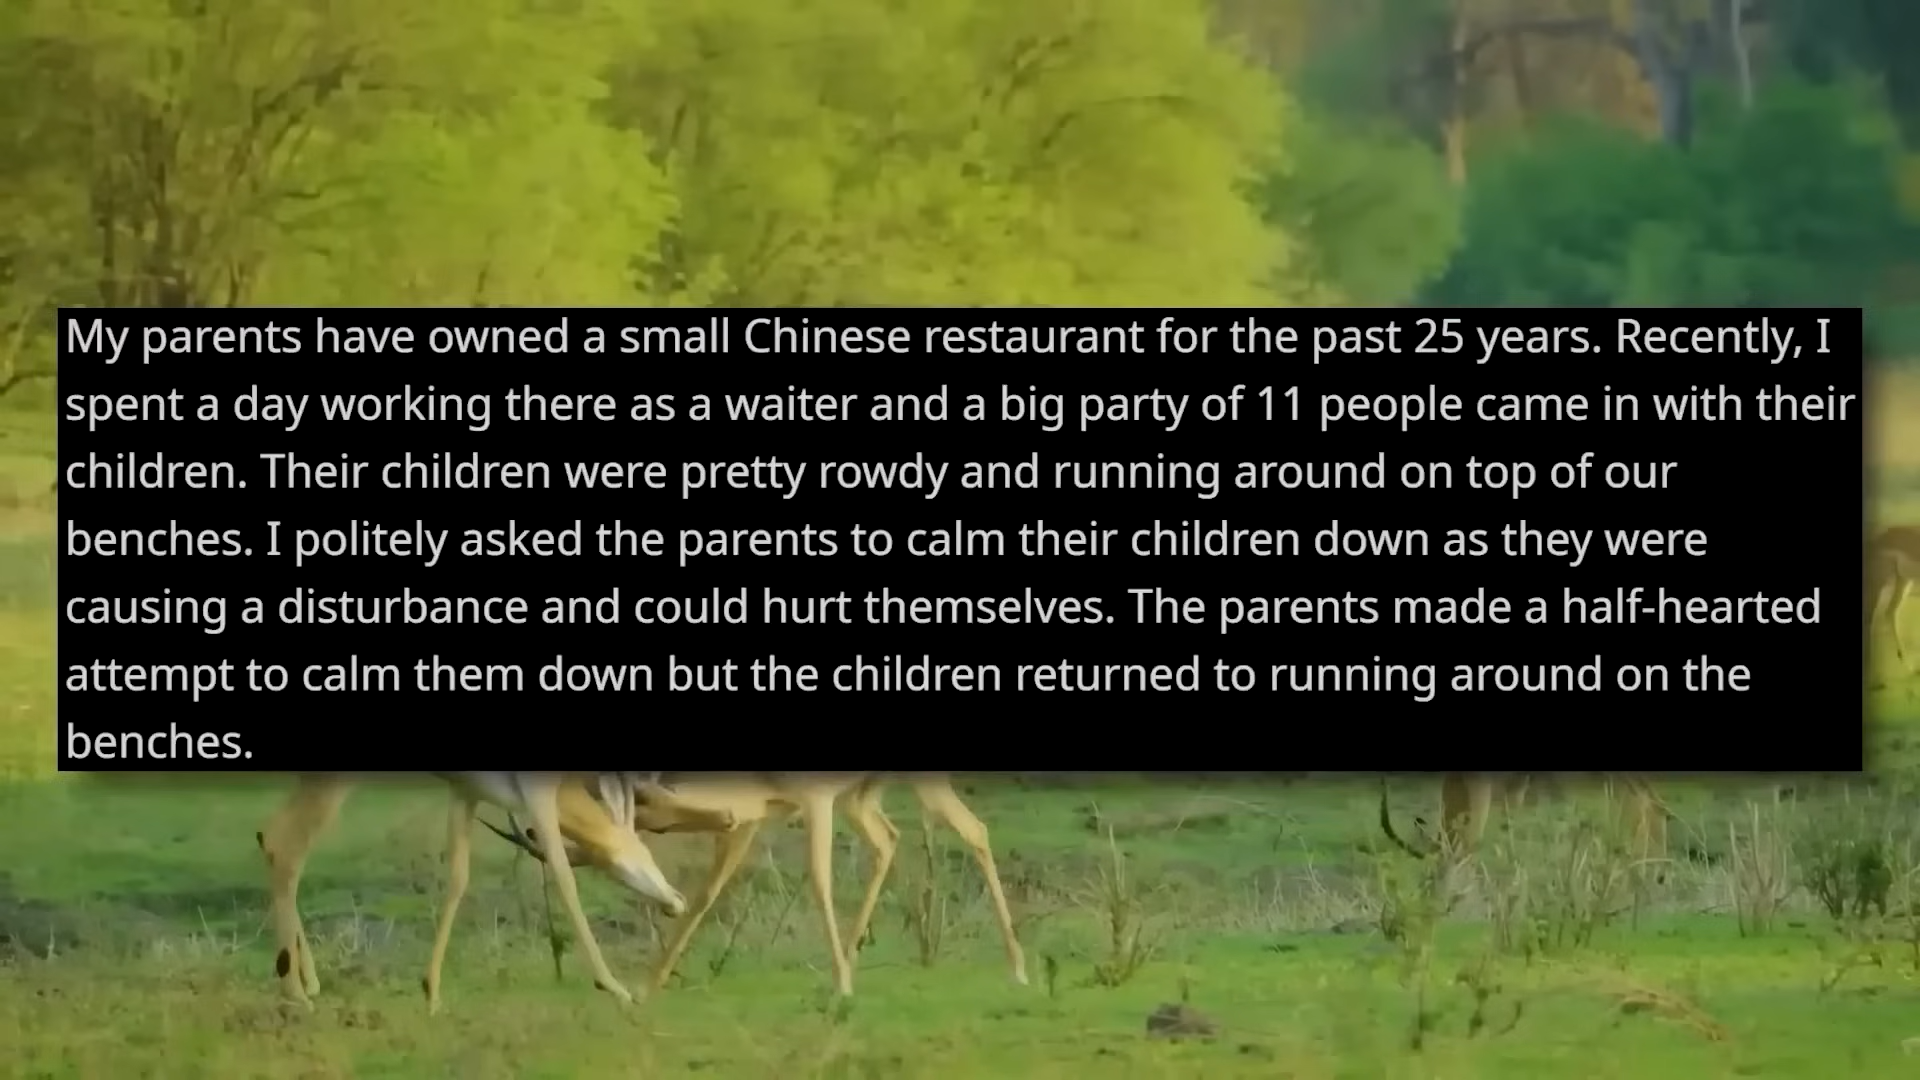 My parents have owned a small Chinese restaurant for the past 25 years. Recently, I
spent a day working there as a waiter and a big party of 11 people came in with their
children. Their children were pretty rowdy and running around on top of our
benches. I politely asked the parents to calm their children down as they were
causing a disturbance and could hurt themselves. The parents made a half-hearted
attempt to calm them down but the children returned to running around on the
benches.